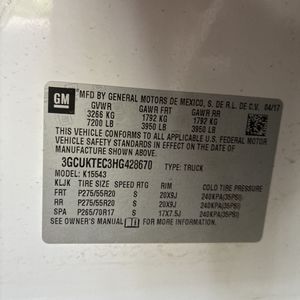 GM
MFD BY GENERAL MOTORS DE MEXICO, S. DE R.L. DE C.V. 04/17
GVWR GAWR FRT GAWR RR
3266 KG 1792 KG 1792 KG
7200 LB 3950 LB 3950 LB
THIS VEHICLE CONFORMS TO ALL APPLICABLE
U.S. FEDERAL MOTOR VEHICLE SAFETY AND
THEFT PREVENTION STANDARDS IN EFFECT ON THE
DATE OF MANUFACTURE SHOWN ABOVE.
3GCUKTEC3HG428670 TYPE: TRUCK
MODEL: K15543
KLJK TIRE SIZE SPEED RTG RIM COLD TIRE PRESSURE
FRT P275/55R20 S 20X9J 240KPA(35PSI)
RR P275/55R20 S 20X9J 240KPA(35PSI)
SPA P265/70R17 S 17X7.5J 240KPA(35PSI)
SEE OWNER'S MANUAL FOR MORE INFORMATION.